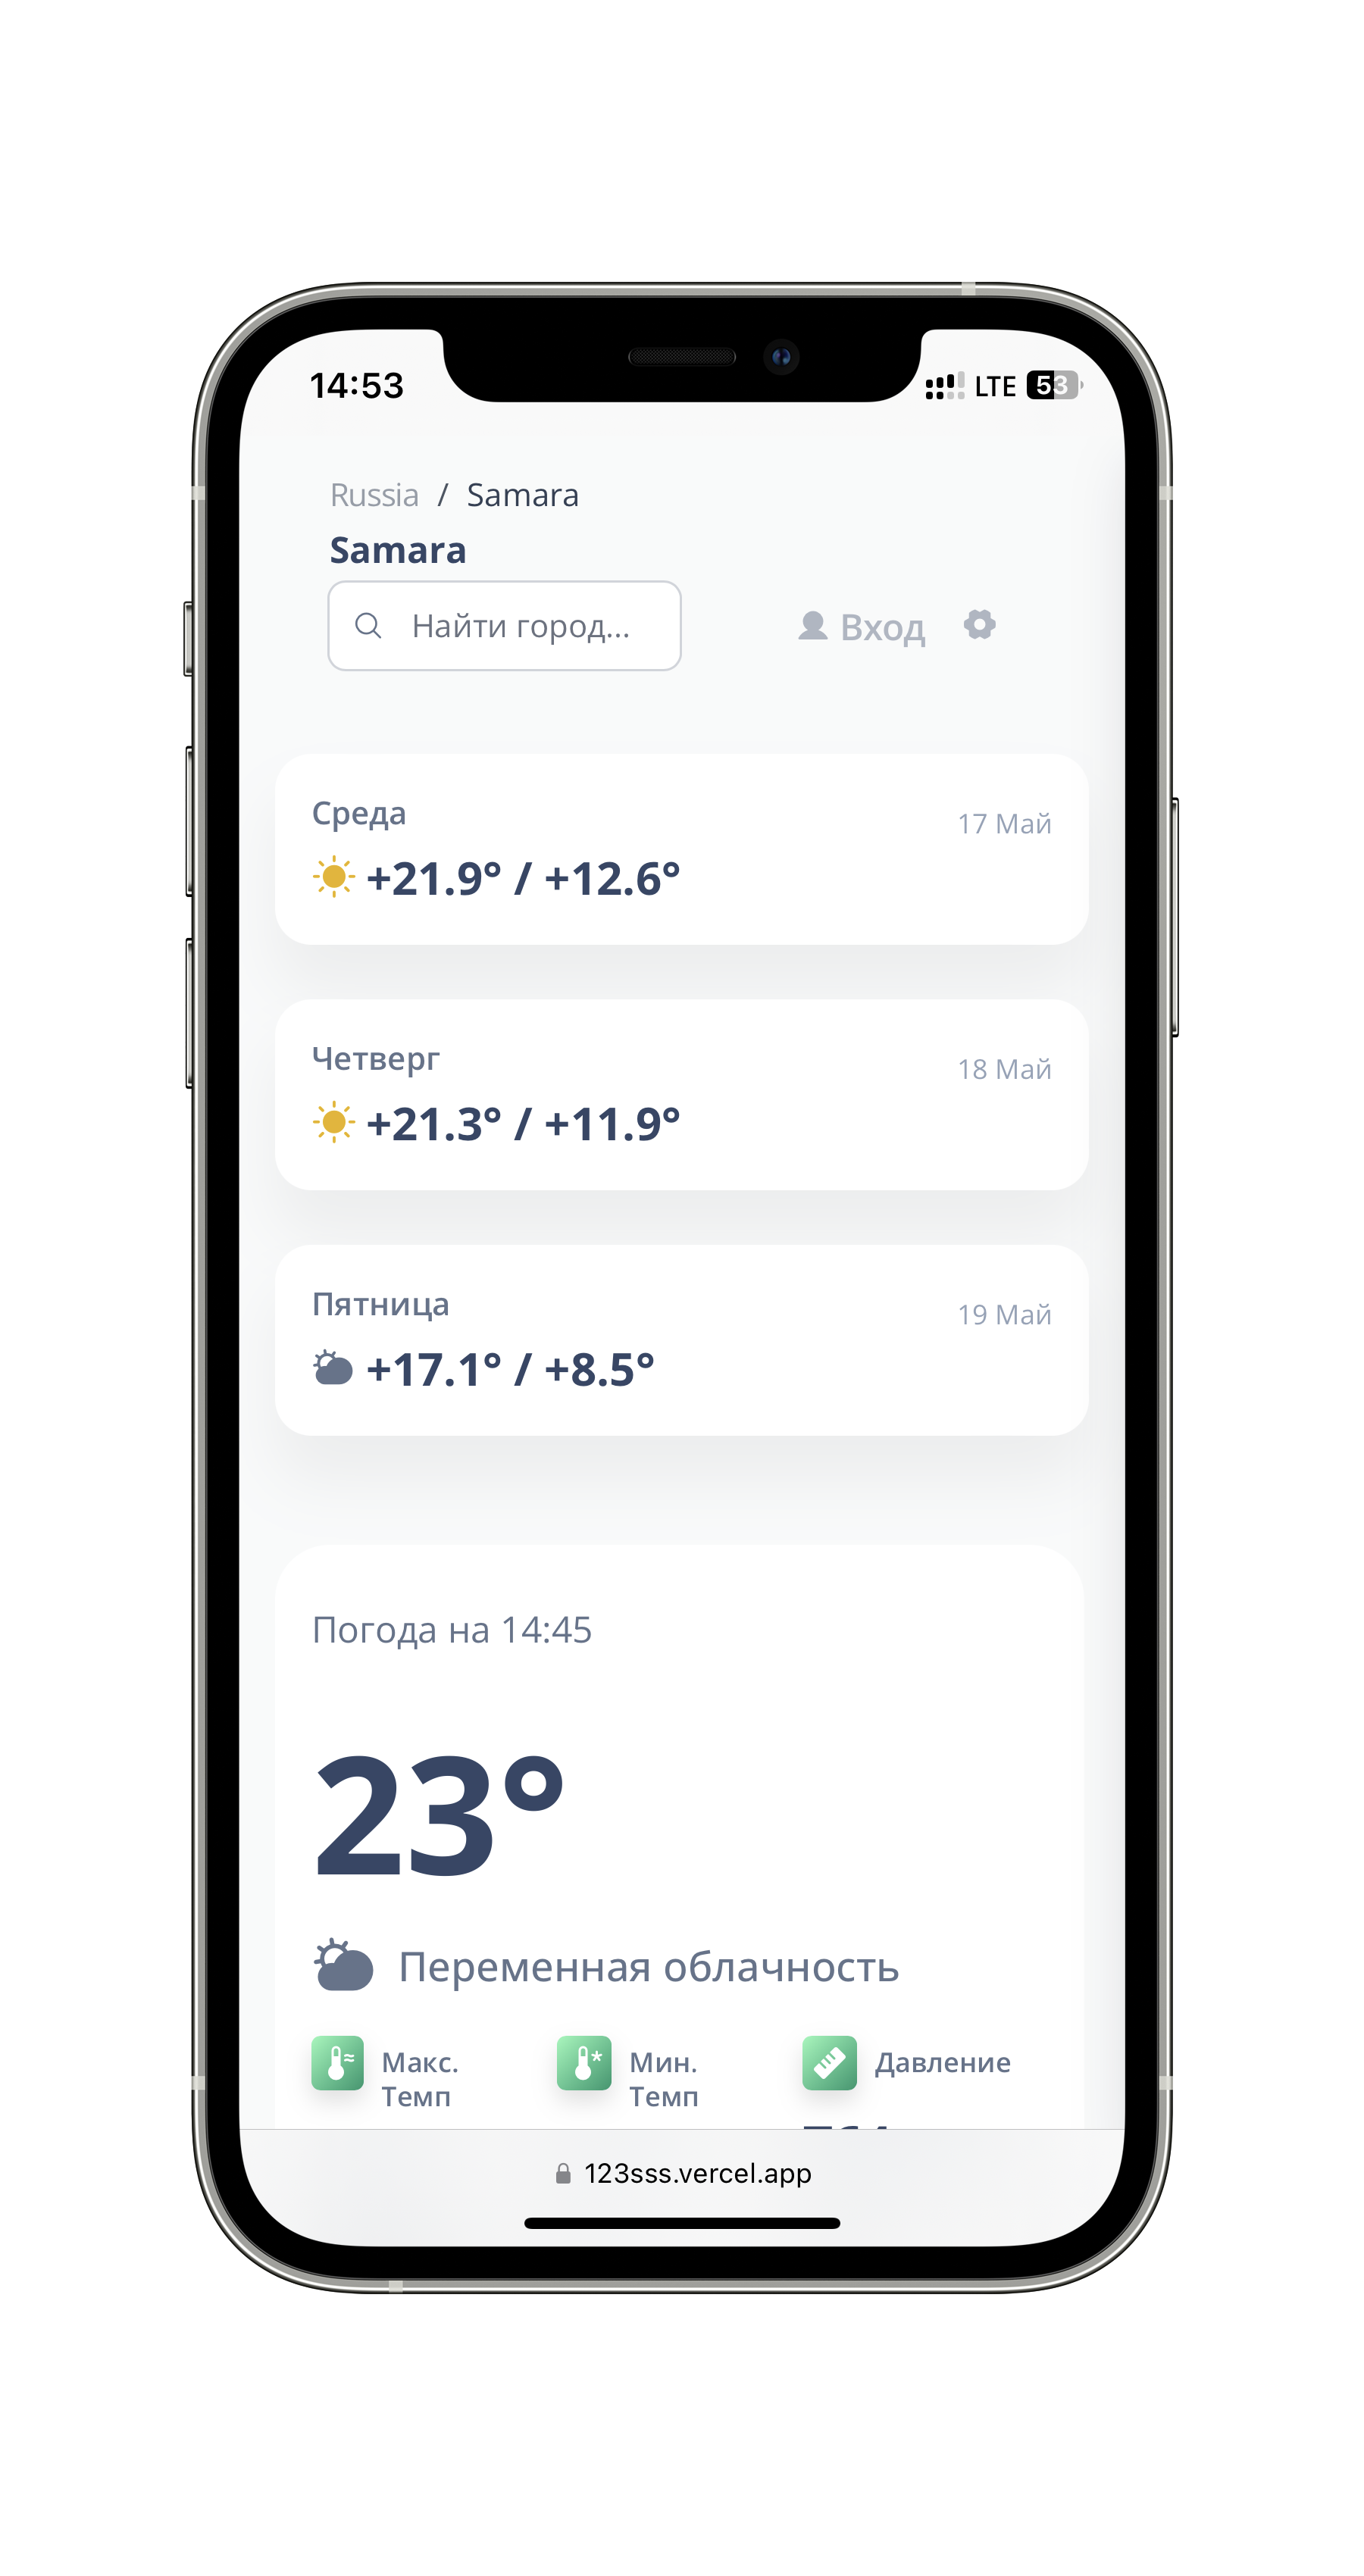 14:53
LTE 53
Russia / Samara
Samara
Найти город...
Вход
Среда
17 Май
+21.9° / +12.6°
Четверг
18 Май
+21.3° / +11.9°
Пятница
19 Май
+17.1° / +8.5°
Погода на 14:45
23°
Переменная облачность
Макс.
Темп
Мин.
Темп
Давление
123sss.vercel.app